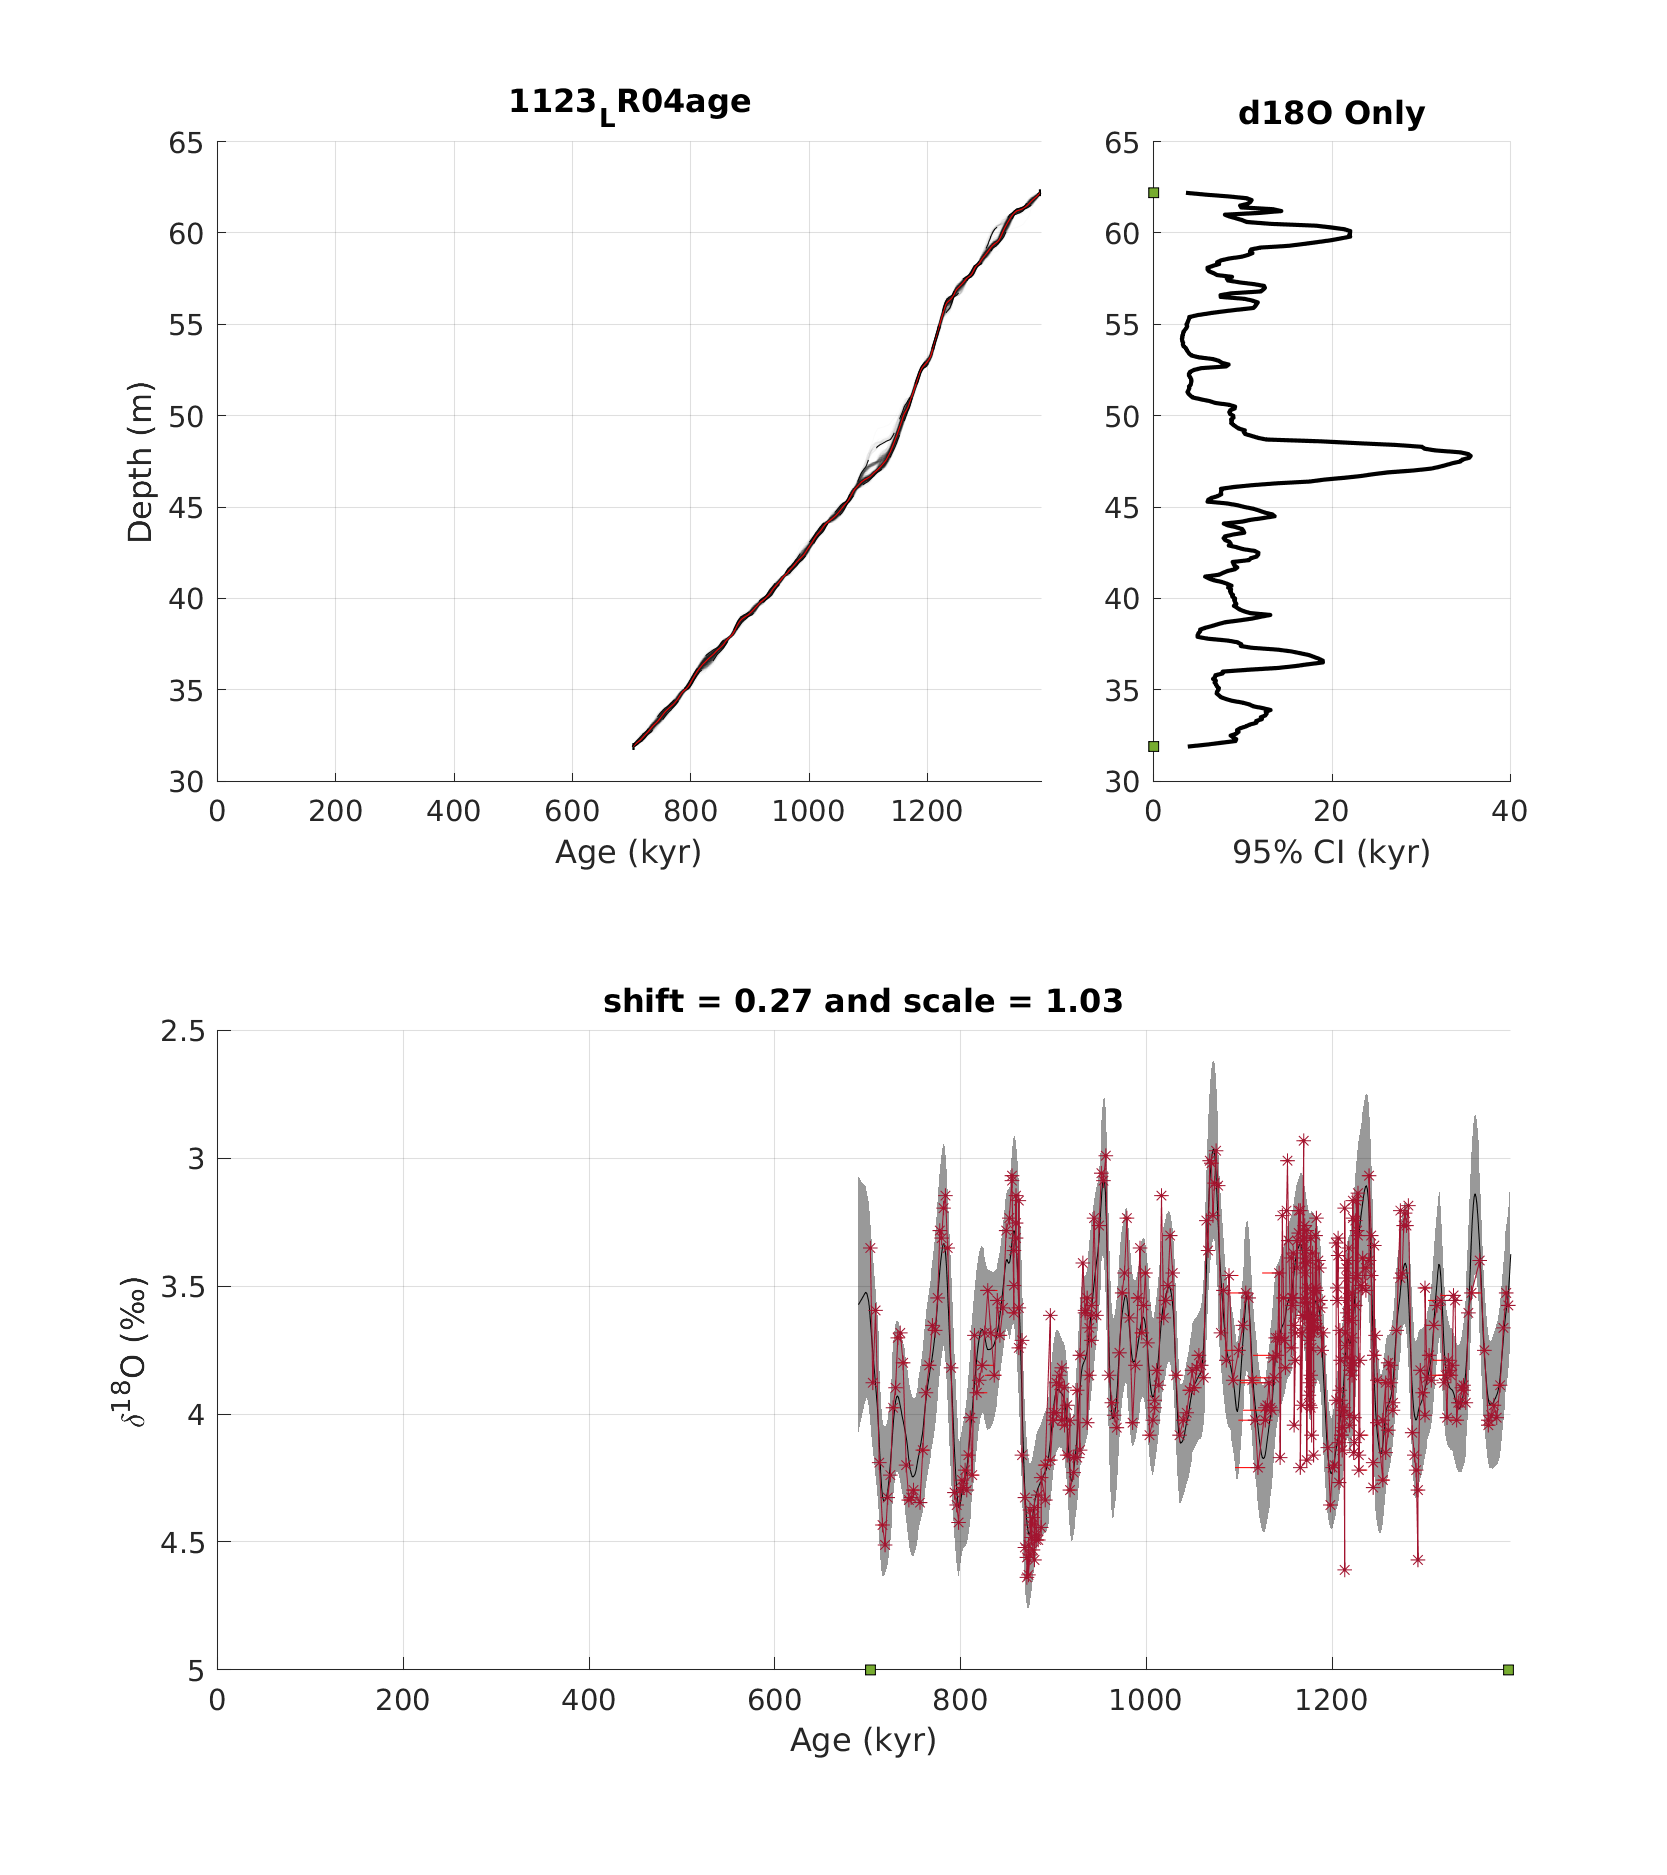 1123LR04age
65
60
55
50
45
40
35
30
Depth (m)
0 200 400 600 800 1000 1200
Age (kyr)
d18O Only
65
60
55
50
45
40
35
30
0 20 40
95% CI (kyr)
shift = 0.27 and scale = 1.03
2.5
3
3.5
4
4.5
5
δ18O (‰)
0 200 400 600 800 1000 1200
Age (kyr)